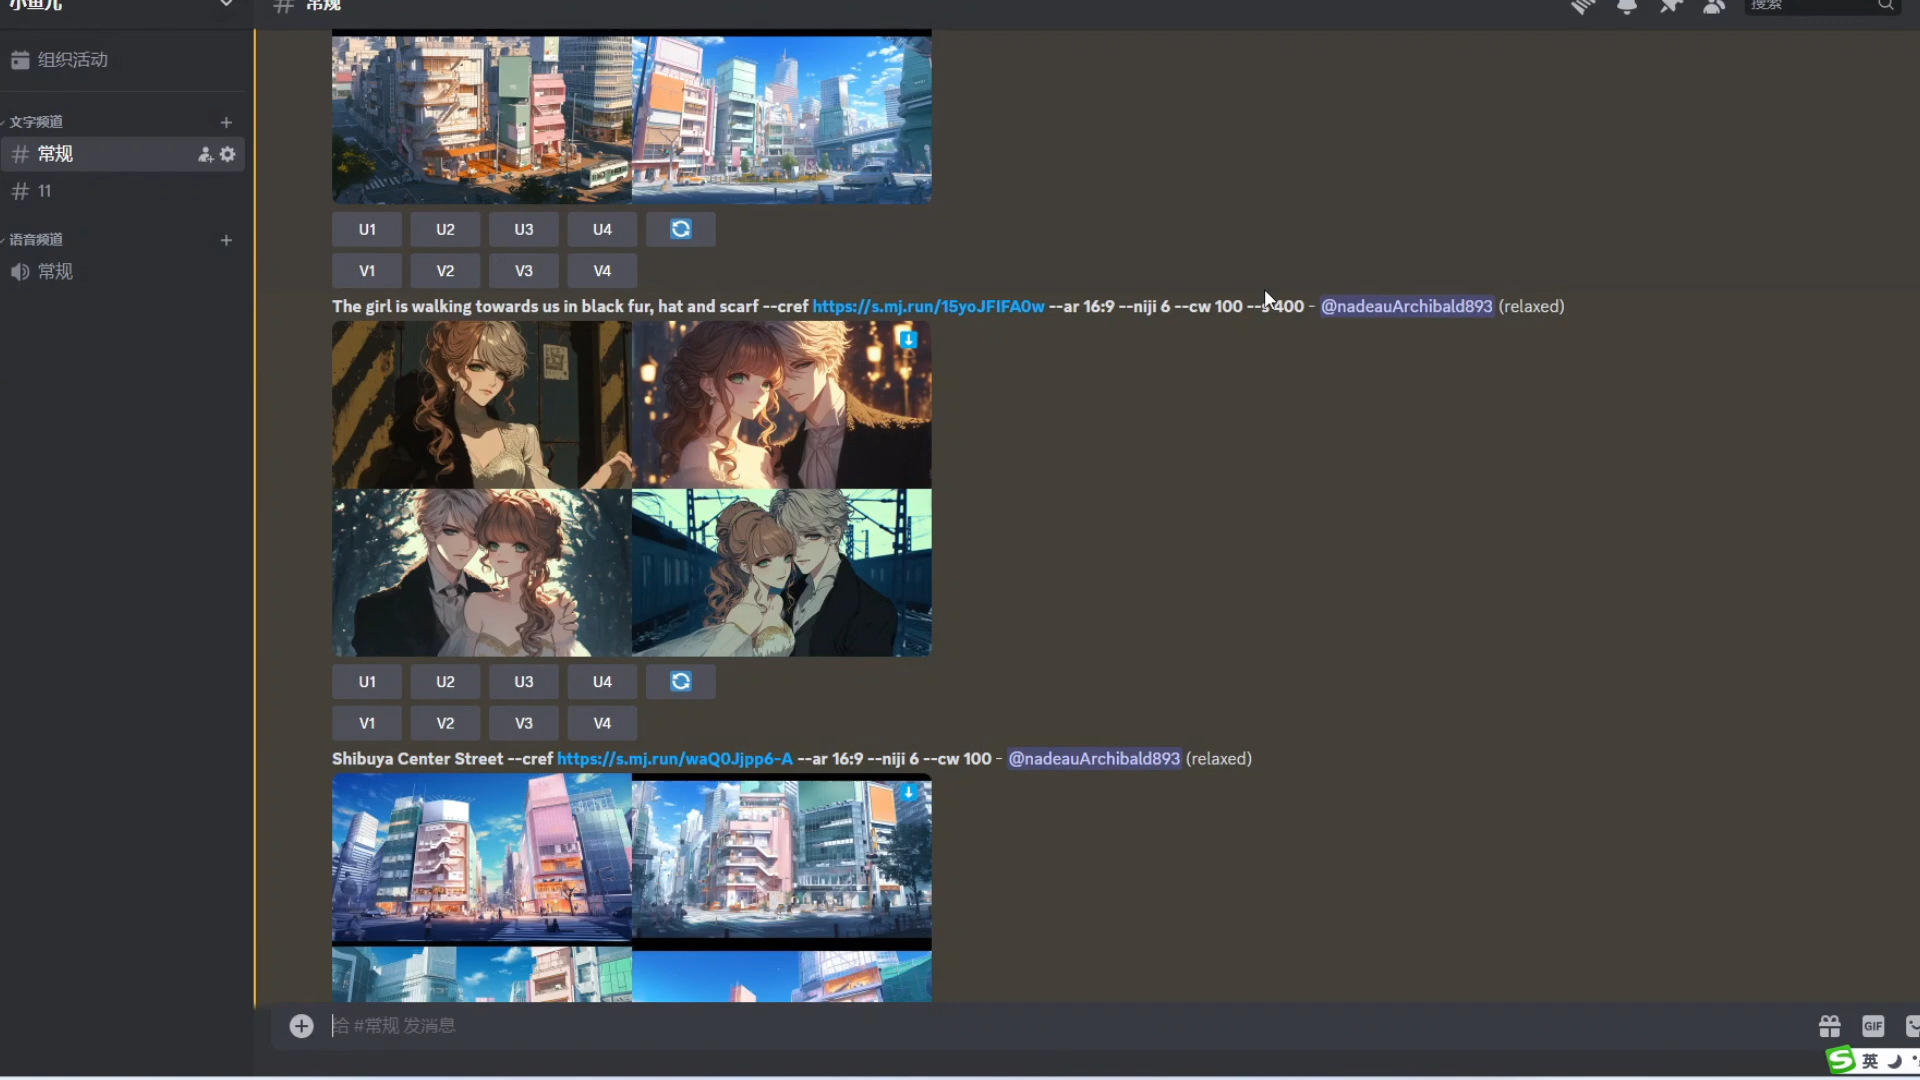 小鱼儿
常规
搜索
组织活动
文字频道
常规
11
语音频道
常规
U1 U2 U3 U4
V1 V2 V3 V4
The girl is walking towards us in black fur, hat and scarf --cref https://s.mj.run/15yoJFIFA0w --ar 16:9 --niji 6 --cw 100 --s 400 - @nadeauArchibald893 (relaxed)
U1 U2 U3 U4
V1 V2 V3 V4
Shibuya Center Street --cref https://s.mj.run/waQ0Jjpp6-A --ar 16:9 --niji 6 --cw 100 - @nadeauArchibald893 (relaxed)
给 #常规 发消息
GIF
S 英